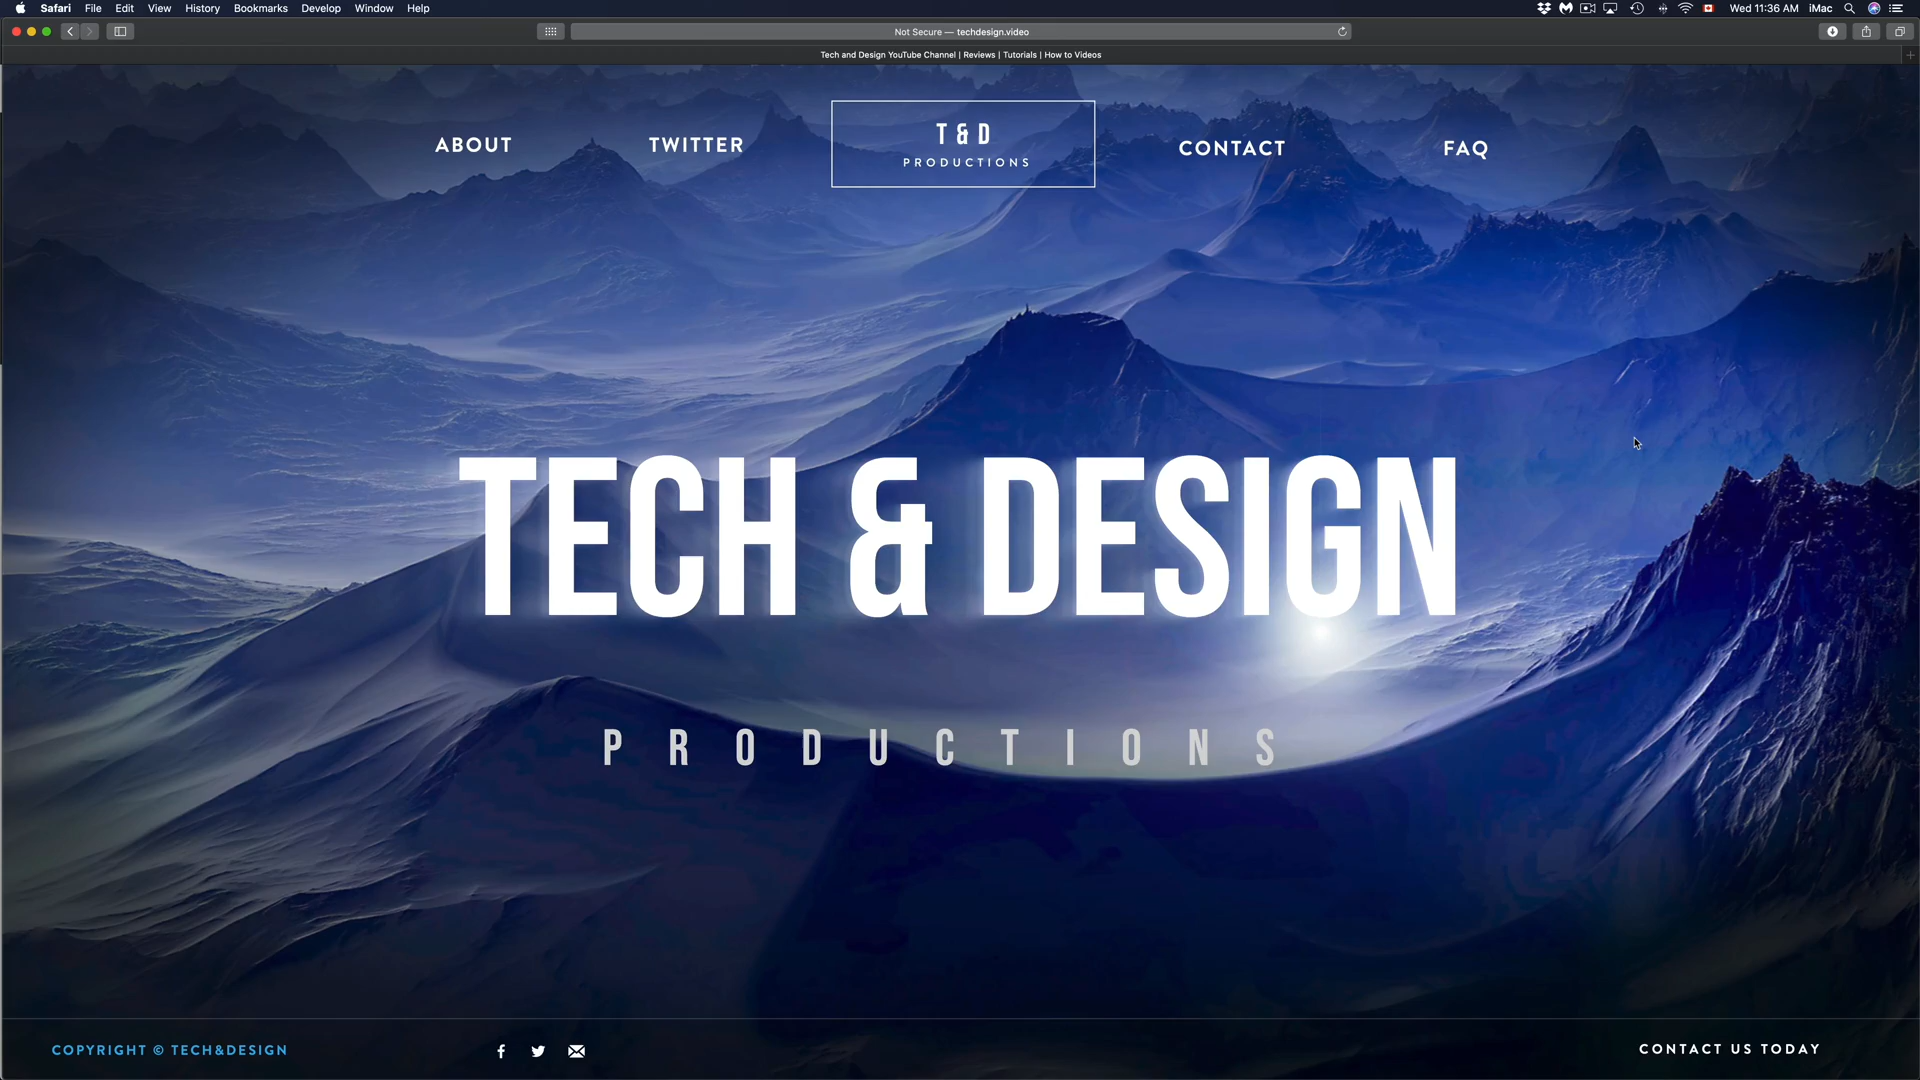 Safari File Edit View History Bookmarks Develop Window Help
Wed 11:36 AM iMac
Not Secure — techdesign.video
Tech and Design YouTube Channel | Reviews | Tutorials | How to Videos
ABOUT TWITTER
T & D
PRODUCTIONS
CONTACT FAQ
TECH & DESIGN
PRODUCTIONS
COPYRIGHT © TECH&DESIGN
CONTACT US TODAY